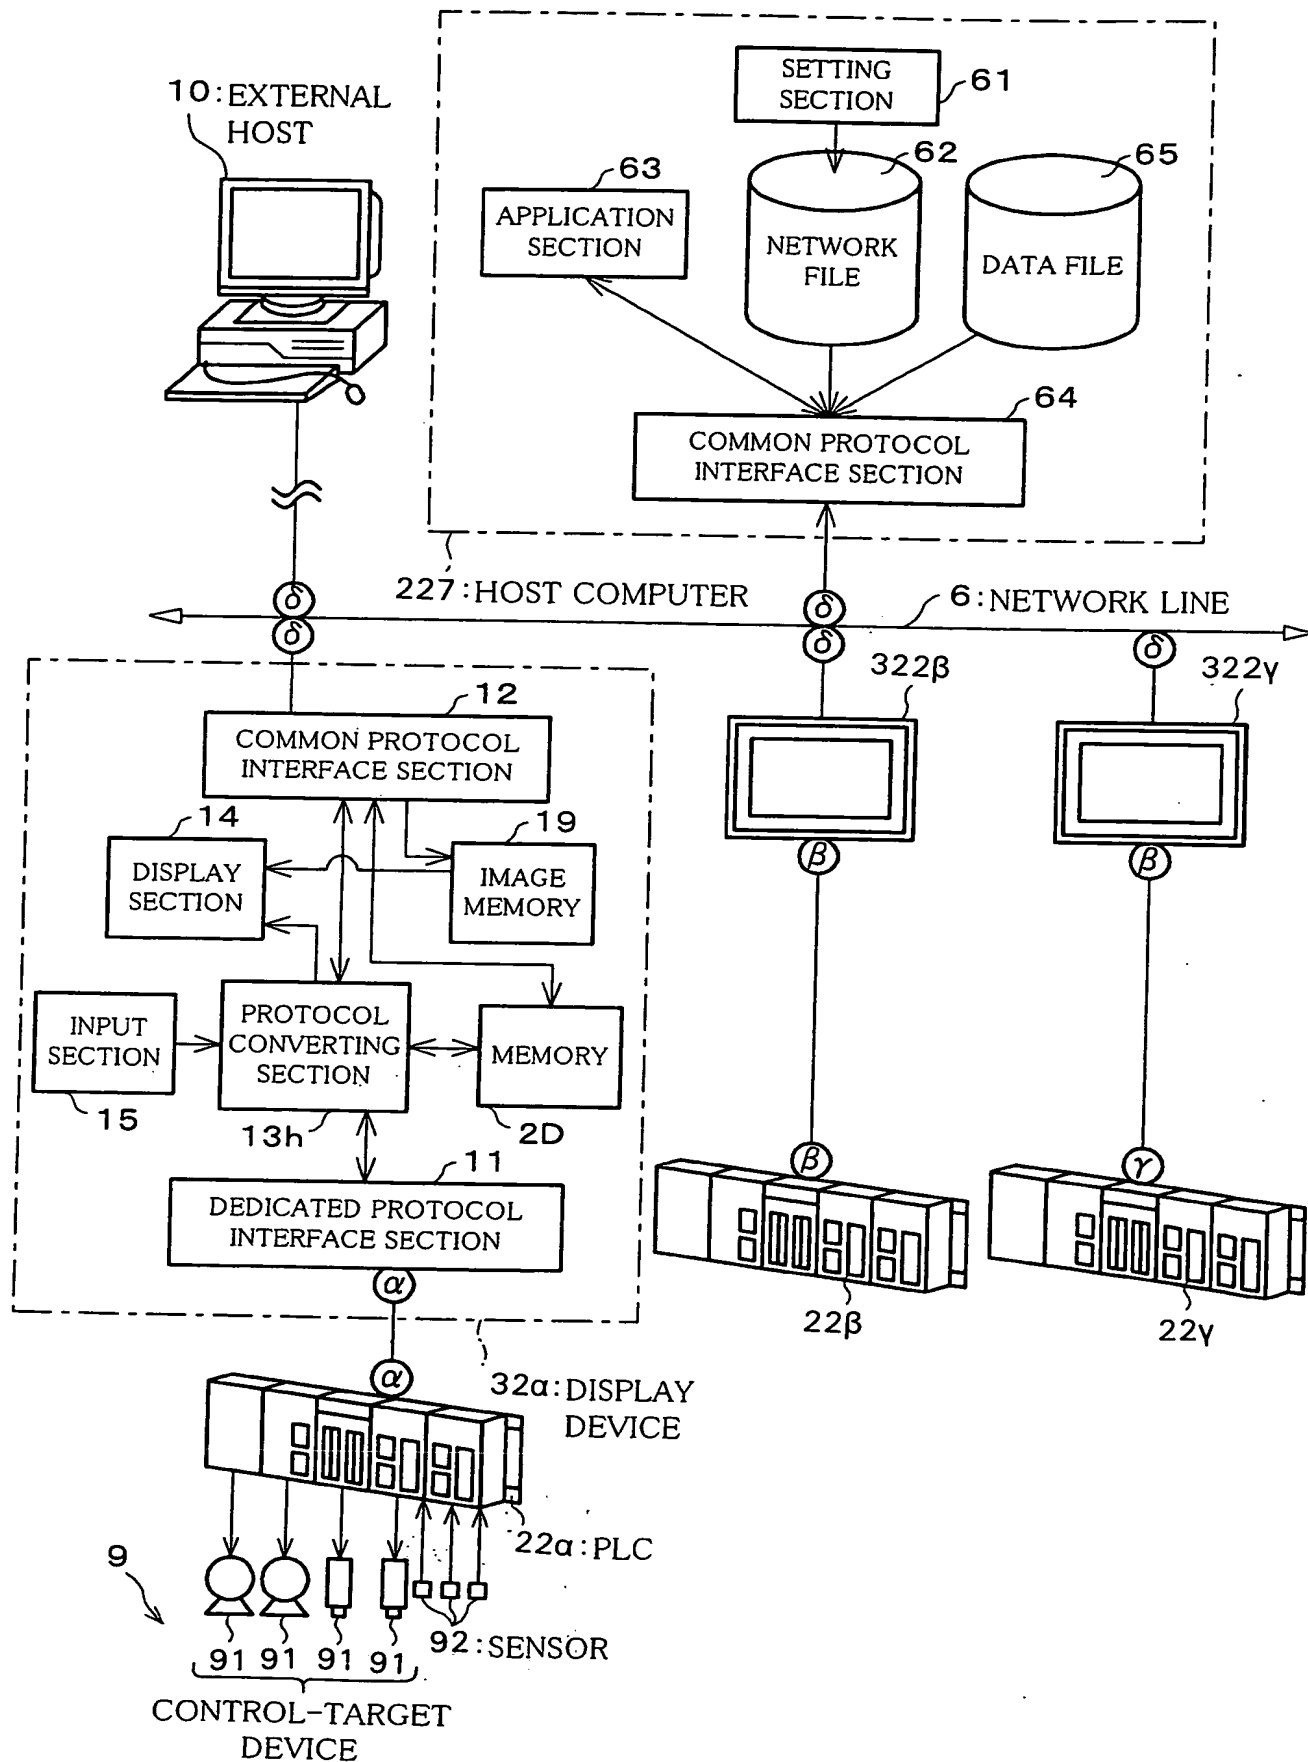 10:EXTERNAL
HOST
SETTING
SECTION
61
63
62
65
APPLICATION
SECTION
NETWORK
FILE
DATA FILE
64
COMMON PROTOCOL
INTERFACE SECTION
227:HOST COMPUTER
6:NETWORK LINE
δ
δ
δ
δ
δ
322β
322γ
12
COMMON PROTOCOL
INTERFACE SECTION
14
19
DISPLAY
SECTION
IMAGE
MEMORY
β
β
INPUT
SECTION
PROTOCOL
CONVERTING
SECTION
MEMORY
15
13h
2D
11
DEDICATED PROTOCOL
INTERFACE SECTION
β
γ
α
22β
22γ
α
32α:DISPLAY
DEVICE
22α:PLC
9
91
91
91
91
92:SENSOR
CONTROL-TARGET
DEVICE